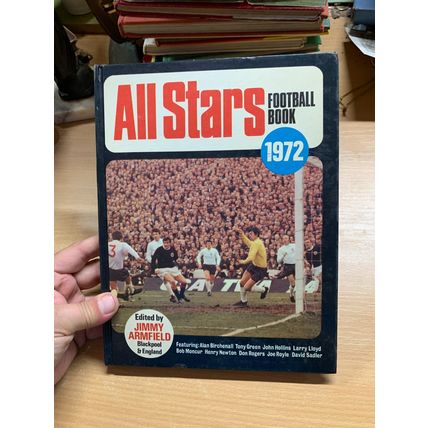 All Stars
FOOTBALL
BOOK
1972
3
Edited by
JIMMY
ARMFIELD
Blackpool
& England
Featuring: Alan Birchenall Tony Green John Hollins Larry Lloyd
Bob Moncur Henry Newton Don Rogers Joe Royle David Sadler